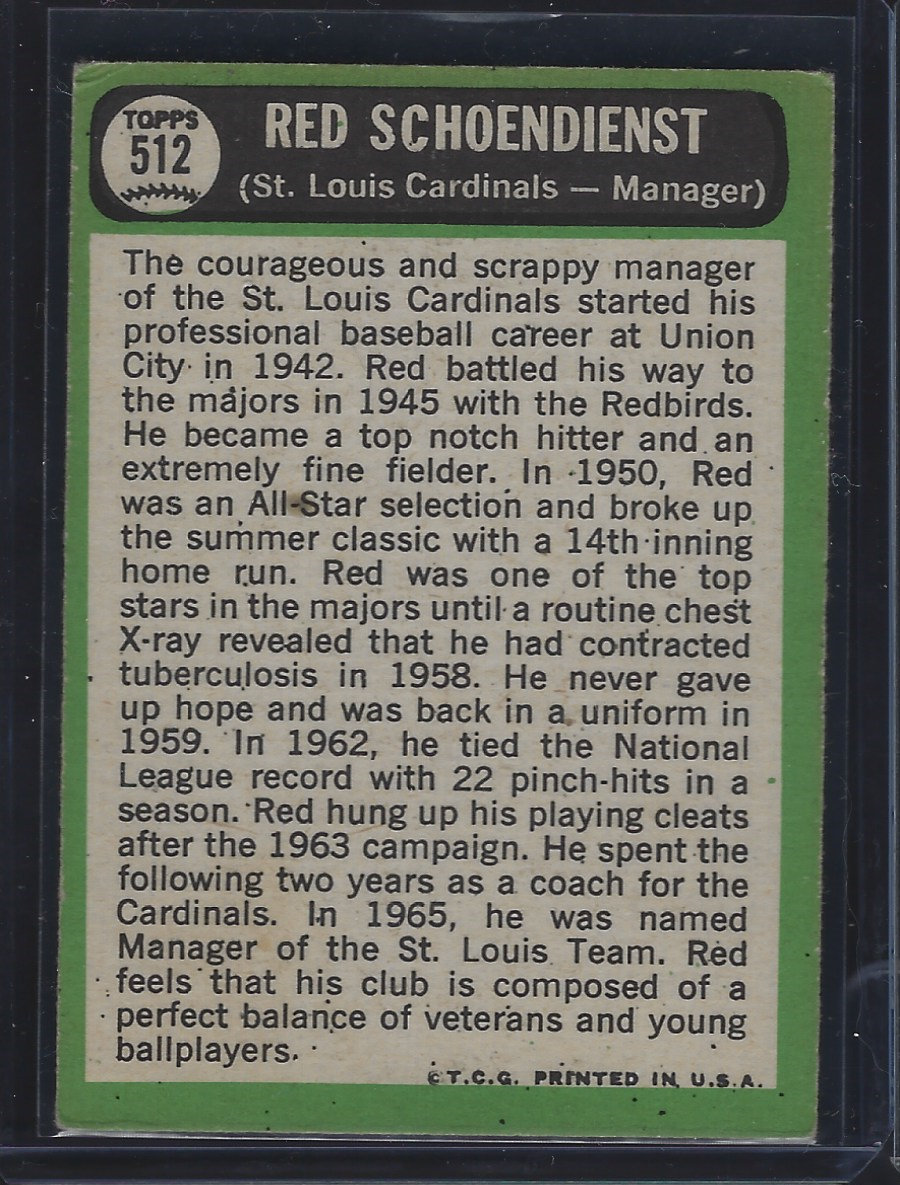 TOPPS
512
RED SCHOENDIENST
(St. Louis Cardinals — Manager)
The courageous and scrappy manager
of the St. Louis Cardinals started his
professional baseball career at Union
City in 1942. Red battled his way to
the majors in 1945 with the Redbirds.
He became a top notch hitter and an
extremely fine fielder. In 1950, Red
was an All-Star selection and broke up
the summer classic with a 14th inning
home run. Red was one of the top
stars in the majors until a routine chest
X-ray revealed that he had contracted
tuberculosis in 1958. He never gave
up hope and was back in a uniform in
1959. In 1962, he tied the National
League record with 22 pinch-hits in a
season. Red hung up his playing cleats
after the 1963 campaign. He spent the
following two years as a coach for the
Cardinals. In 1965, he was named
Manager of the St. Louis Team. Red
feels that his club is composed of a
perfect balance of veterans and young
ballplayers.
©T.C.G. PRINTED IN U.S.A.